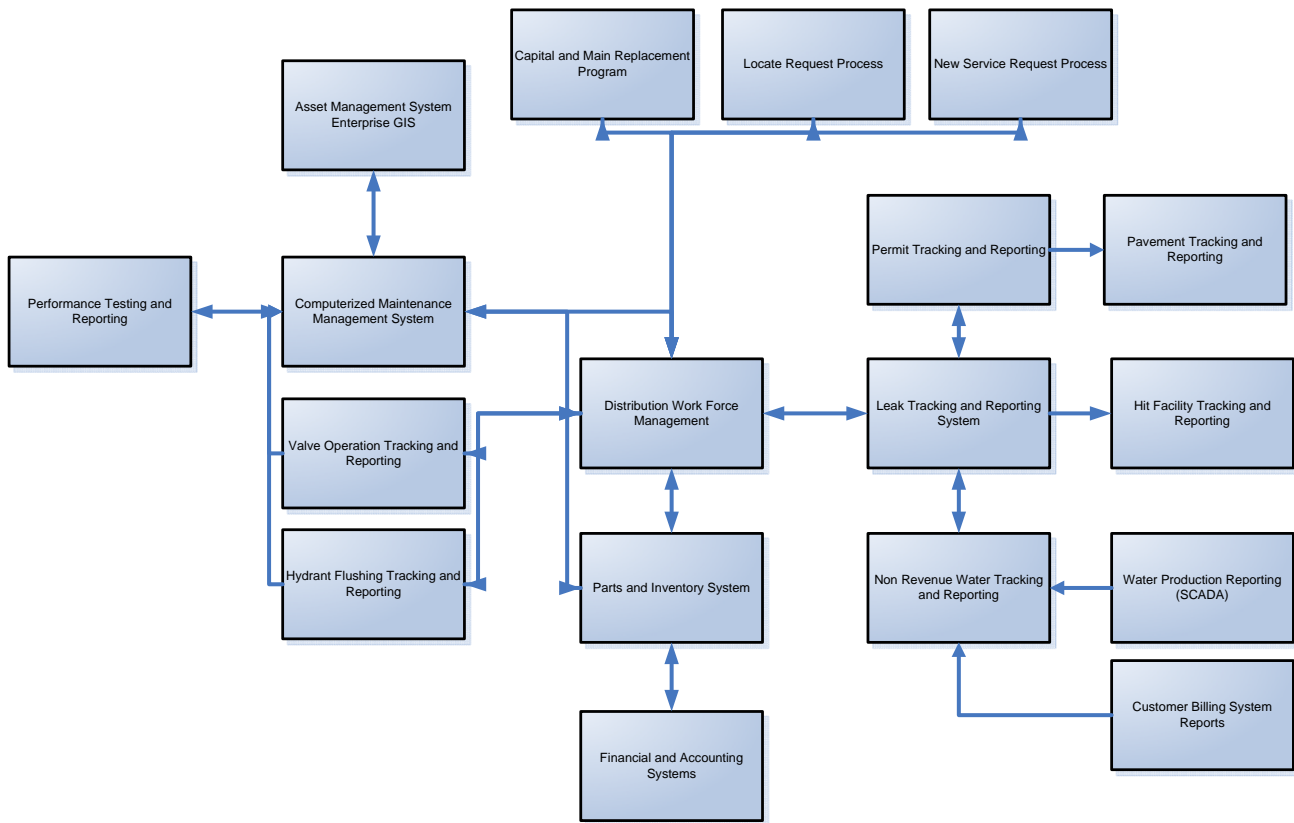 Capital and Main Replacement
Program
Locate Request Process
New Service Request Process
Asset Management System
Enterprise GIS
Permit Tracking and Reporting
Pavement Tracking and
Reporting
Performance Testing and
Reporting
Computerized Maintenance
Management System
Distribution Work Force
Management
Leak Tracking and Reporting
System
Hit Facility Tracking and
Reporting
Valve Operation Tracking and
Reporting
Hydrant Flushing Tracking and
Reporting
Parts and Inventory System
Non Revenue Water Tracking
and Reporting
Water Production Reporting
(SCADA)
Customer Billing System
Reports
Financial and Accounting
Systems